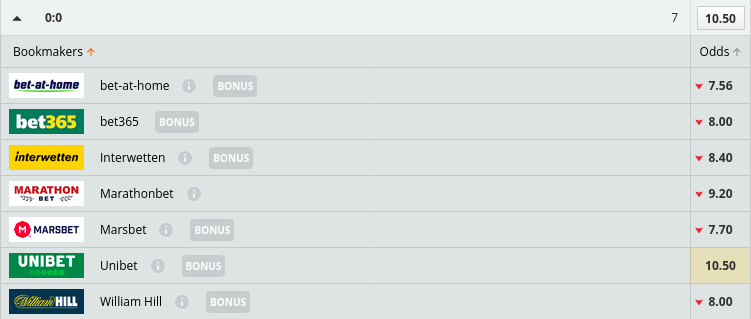 0:0 7 10.50
Bookmakers Odds
bet-at-home bet-at-home i BONUS 7.56
bet365 bet365 BONUS 8.00
interwetten Interwetten i BONUS 8.40
MARATHON BET Marathonbet i 9.20
M MARSBET Marsbet i BONUS 7.70
UNIBET Unibet i BONUS 10.50
William HILL William Hill i BONUS 8.00